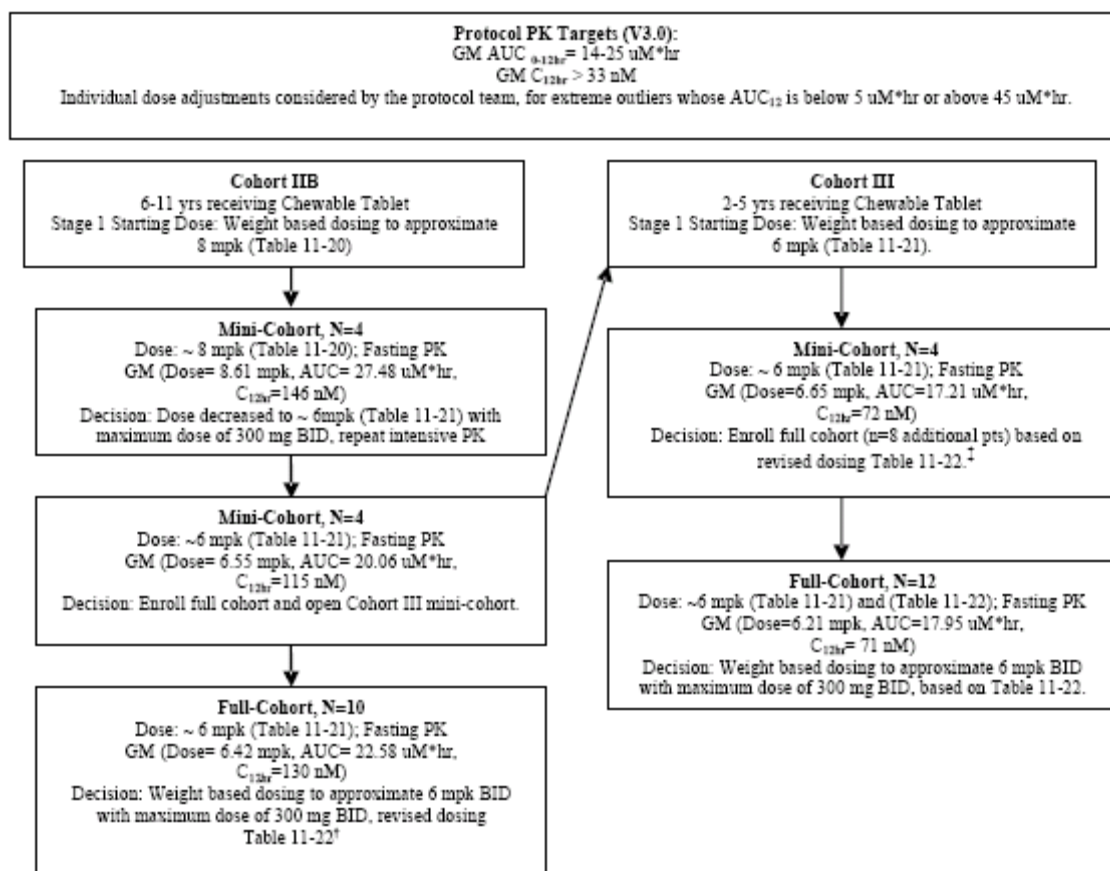 Protocol PK Targets (V3.0):
GM AUC 0-12hr= 14-25 uM*hr
GM C12hr > 33 nM
Individual dose adjustments considered by the protocol team, for extreme outliers whose AUC12 is below 5 uM*hr or above 45 uM*hr.
Cohort IIB
6-11 yrs receiving Chewable Tablet
Stage 1 Starting Dose: Weight based dosing to approximate
8 mpk (Table 11-20)
Mini-Cohort, N=4
Dose: ~ 8 mpk (Table 11-20); Fasting PK
GM (Dose= 8.61 mpk, AUC= 27.48 uM*hr,
C12hr=146 nM)
Decision: Dose decreased to ~ 6mpk (Table 11-21) with
maximum dose of 300 mg BID, repeat intensive PK
Mini-Cohort, N=4
Dose: ~6 mpk (Table 11-21); Fasting PK
GM (Dose= 6.55 mpk, AUC= 20.06 uM*hr,
C12hr=115 nM)
Decision: Enroll full cohort and open Cohort III mini-cohort.
Full-Cohort, N=10
Dose: ~ 6 mpk (Table 11-21); Fasting PK
GM (Dose= 6.42 mpk, AUC= 22.58 uM*hr,
C12hr=130 nM)
Decision: Weight based dosing to approximate 6 mpk BID
with maximum dose of 300 mg BID, revised dosing
Table 11-22†
Cohort III
2-5 yrs receiving Chewable Tablet
Stage 1 Starting Dose: Weight based dosing to approximate
6 mpk (Table 11-21).
Mini-Cohort, N=4
Dose: ~ 6 mpk (Table 11-21); Fasting PK
GM (Dose=6.65 mpk, AUC=17.21 uM*hr,
C12hr=72 nM)
Decision: Enroll full cohort (n=8 additional pts) based on
revised dosing Table 11-22.‡
Full-Cohort, N=12
Dose: ~6 mpk (Table 11-21) and (Table 11-22); Fasting PK
GM (Dose=6.21 mpk, AUC=17.95 uM*hr,
C12hr= 71 nM)
Decision: Weight based dosing to approximate 6 mpk BID
with maximum dose of 300 mg BID, based on Table 11-22.